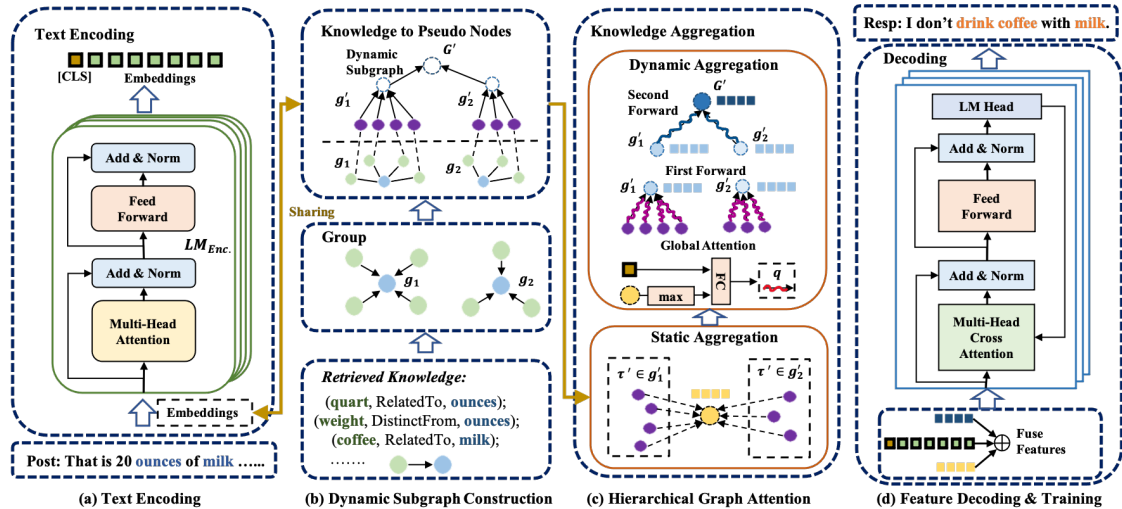 Text Encoding
[CLS]
Embeddings
Add & Norm
Feed
Forward
LM_Enc.
Add & Norm
Multi-Head
Attention
Embeddings
Post: That is 20 ounces of milk …...
(a) Text Encoding
Sharing
Knowledge to Pseudo Nodes
Dynamic
Subgraph
G′
g′₁
g′₂
g₁
g₂
Group
g₁
g₂
Retrieved Knowledge:
(quart, RelatedTo, ounces);
(weight, DistinctFrom, ounces);
(coffee, RelatedTo, milk);
.......
(b) Dynamic Subgraph Construction
Knowledge Aggregation
Dynamic Aggregation
Second
Forward
G′
g′₁
g′₂
First Forward
g′₁
g′₂
Global Attention
max
FC
q
Static Aggregation
τ′ ∈ g′₁
τ′ ∈ g′₂
(c) Hierarchical Graph Attention
Resp: I don't drink coffee with milk.
Decoding
LM Head
Add & Norm
Feed
Forward
Add & Norm
Multi-Head
Cross
Attention
Fuse
Features
(d) Feature Decoding & Training